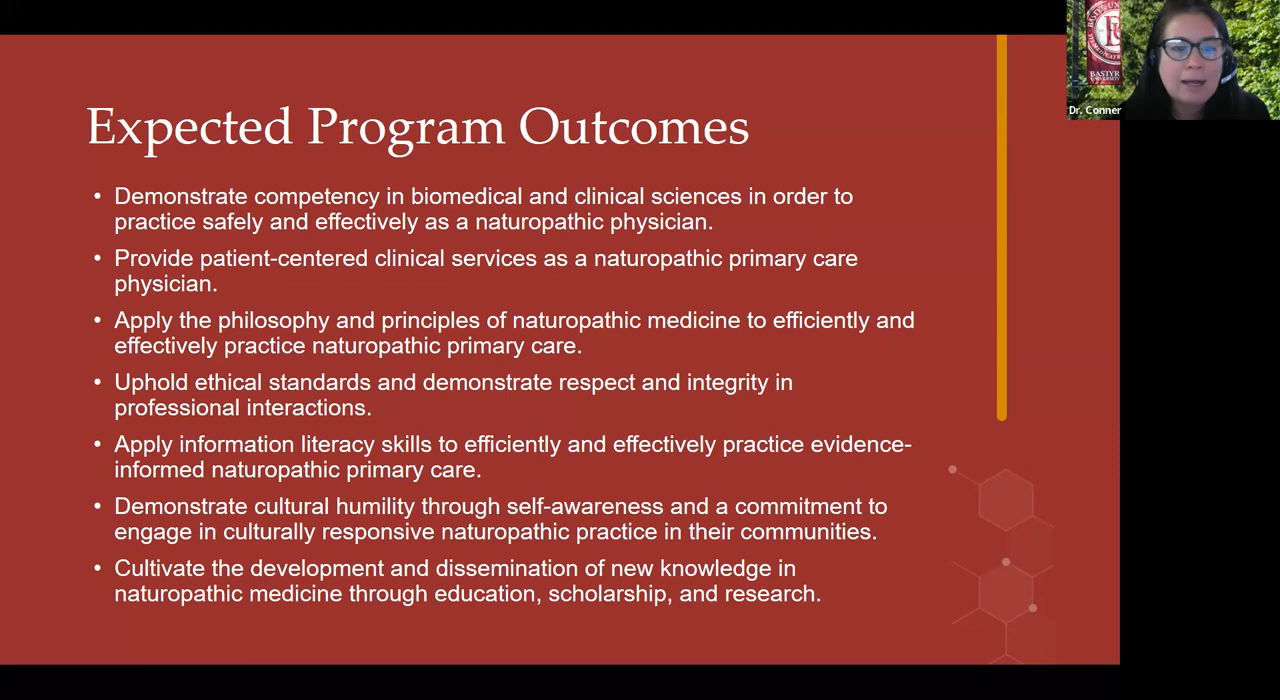 Expected Program Outcomes
• Demonstrate competency in biomedical and clinical sciences in order to
practice safely and effectively as a naturopathic physician.
• Provide patient-centered clinical services as a naturopathic primary care
physician.
• Apply the philosophy and principles of naturopathic medicine to efficiently and
effectively practice naturopathic primary care.
• Uphold ethical standards and demonstrate respect and integrity in
professional interactions.
• Apply information literacy skills to efficiently and effectively practice evidence-
informed naturopathic primary care.
• Demonstrate cultural humility through self-awareness and a commitment to
engage in culturally responsive naturopathic practice in their communities.
• Cultivate the development and dissemination of new knowledge in
naturopathic medicine through education, scholarship, and research.
BASTYR
UNIVERSITY
Dr. Conner